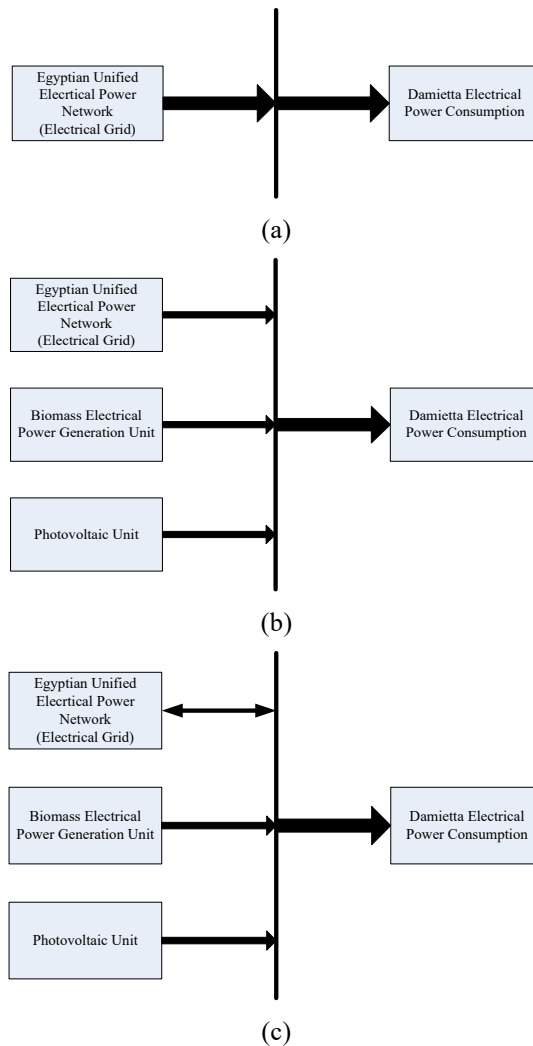 Egyptian Unified
Elecrtical Power
Network
(Electrical Grid)
Damietta Electrical
Power Consumption
(a)
Egyptian Unified
Elecrtical Power
Network
(Electrical Grid)
Biomass Electrical
Power Generation Unit
Damietta Electrical
Power Consumption
Photovoltaic Unit
(b)
Egyptian Unified
Elecrtical Power
Network
(Electrical Grid)
Biomass Electrical
Power Generation Unit
Damietta Electrical
Power Consumption
Photovoltaic Unit
(c)